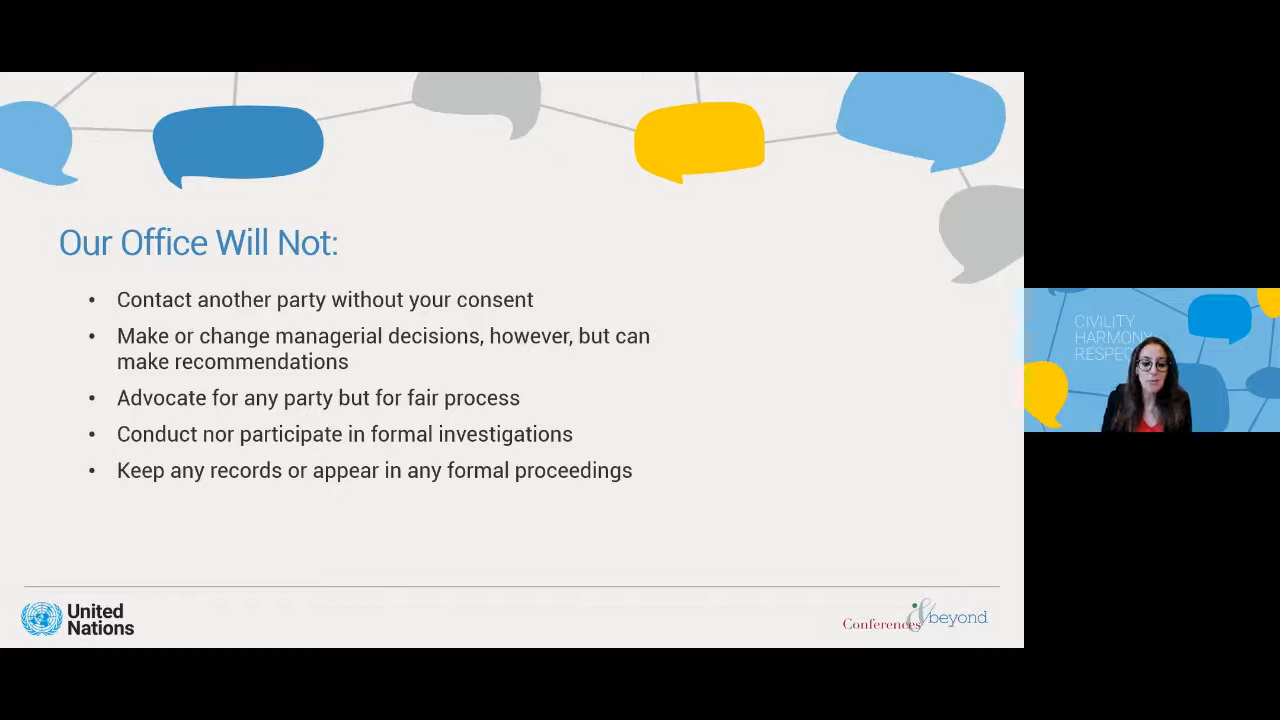 Our Office Will Not:
• Contact another party without your consent
• Make or change managerial decisions, however, but can
make recommendations
• Advocate for any party but for fair process
• Conduct nor participate in formal investigations
• Keep any records or appear in any formal proceedings
CIVILITY
HARMONY
RESPEC
United
Nations
Conferences & beyond